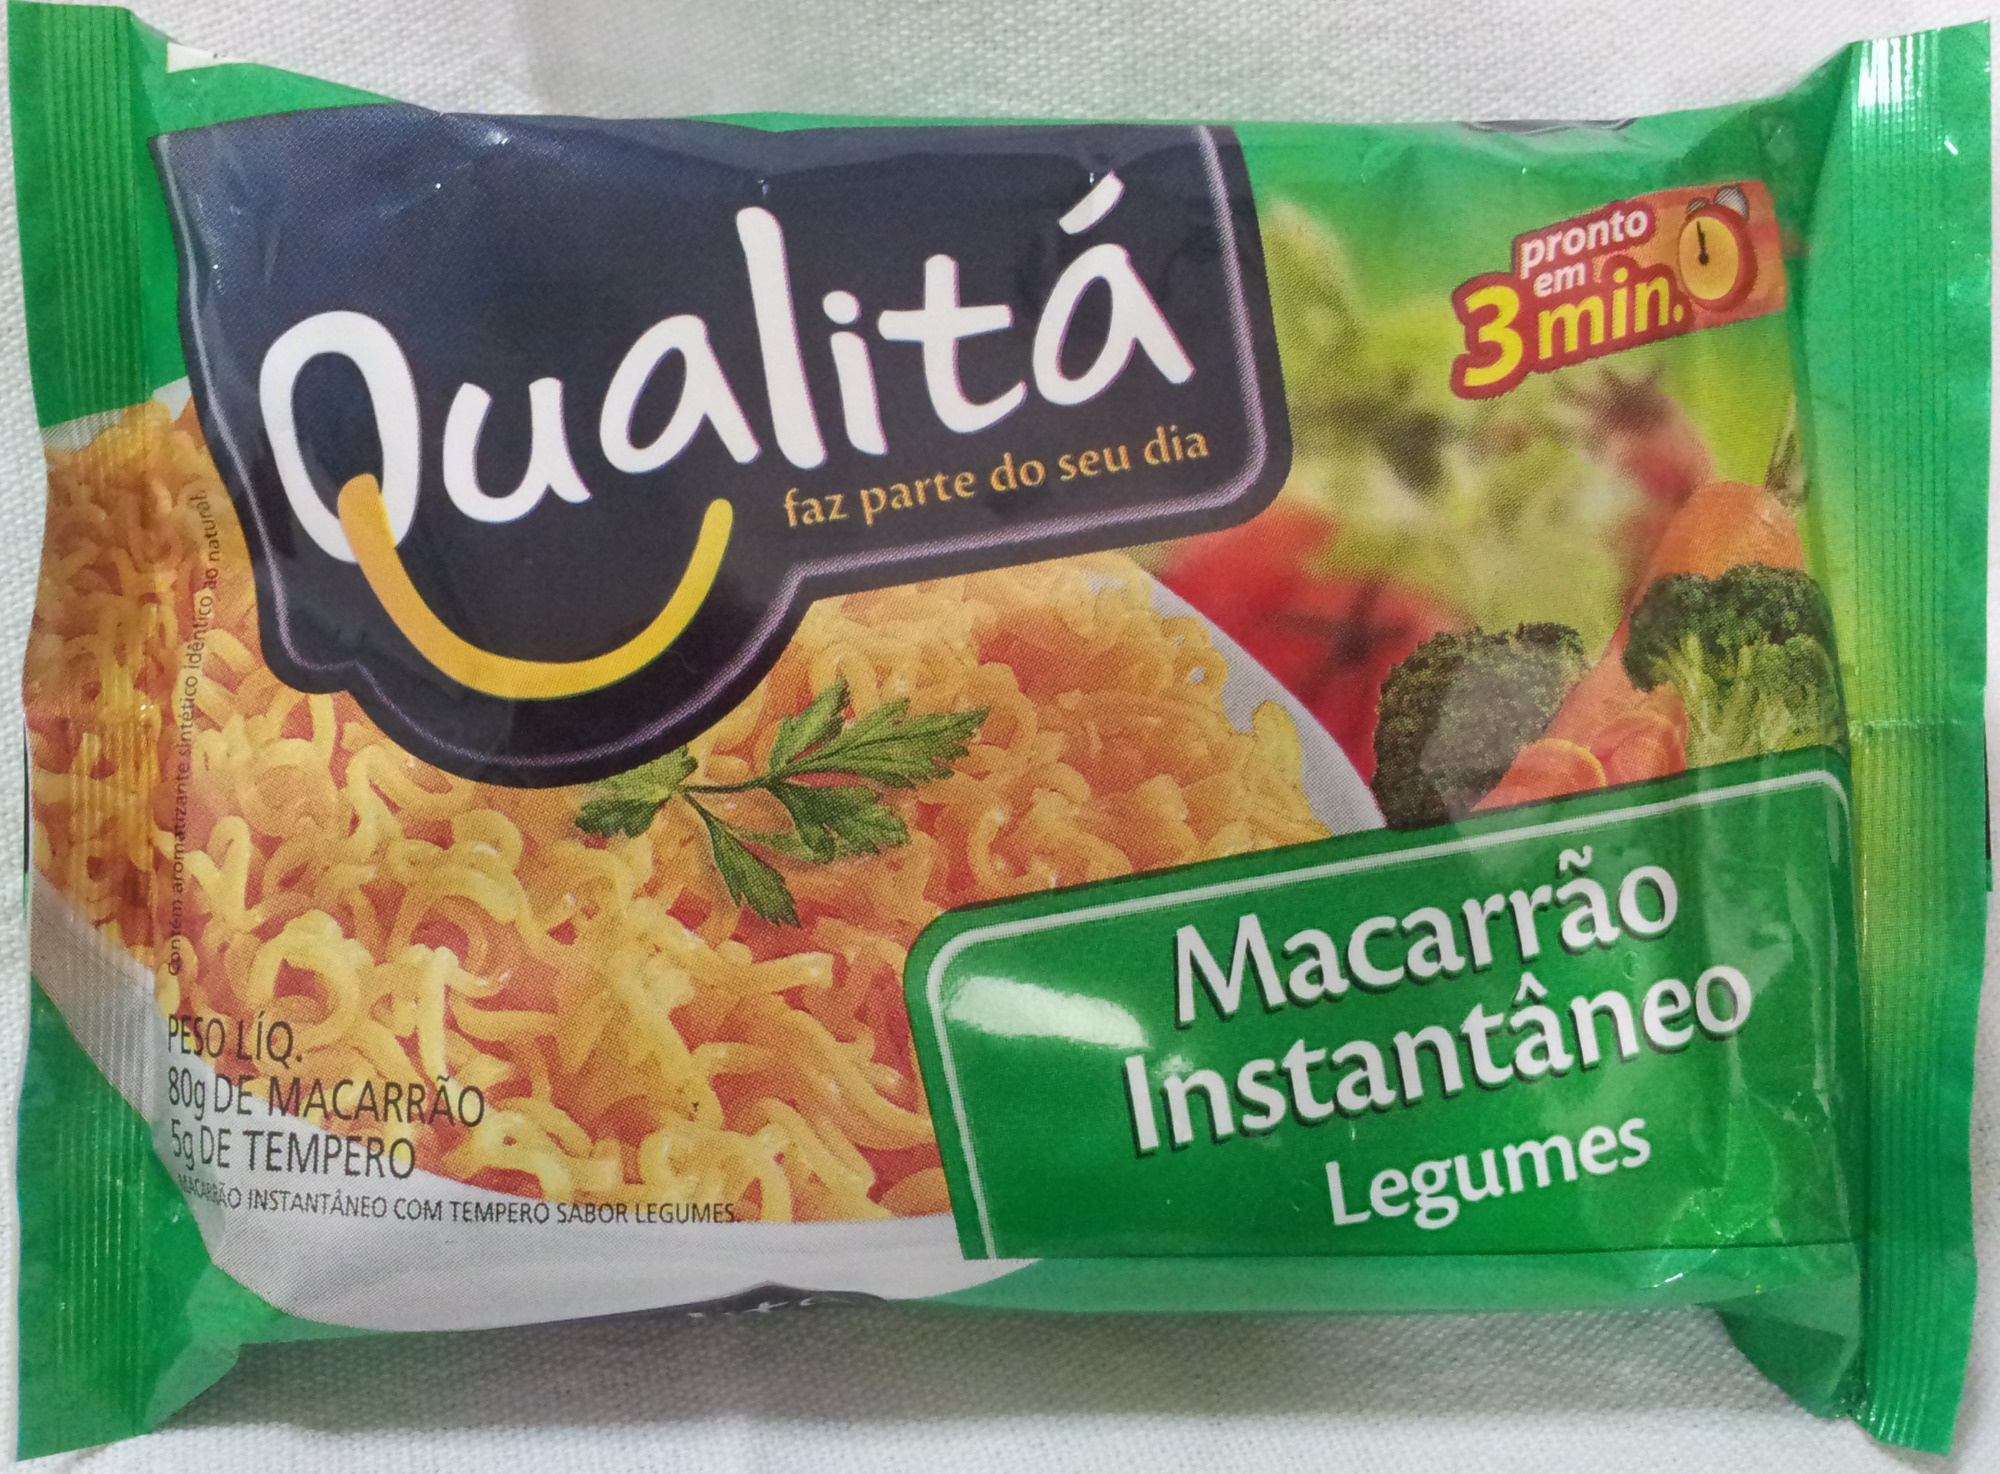 Qualitá
faz parte do seu dia
pronto
em
3 min.
Contém aromatizante sintético idêntico ao natural.
Macarrão
Instantâneo
Legumes
PESO LÍQ.
80g DE MACARRÃO
5g DE TEMPERO
MACARRÃO INSTANTÂNEO COM TEMPERO SABOR LEGUMES.